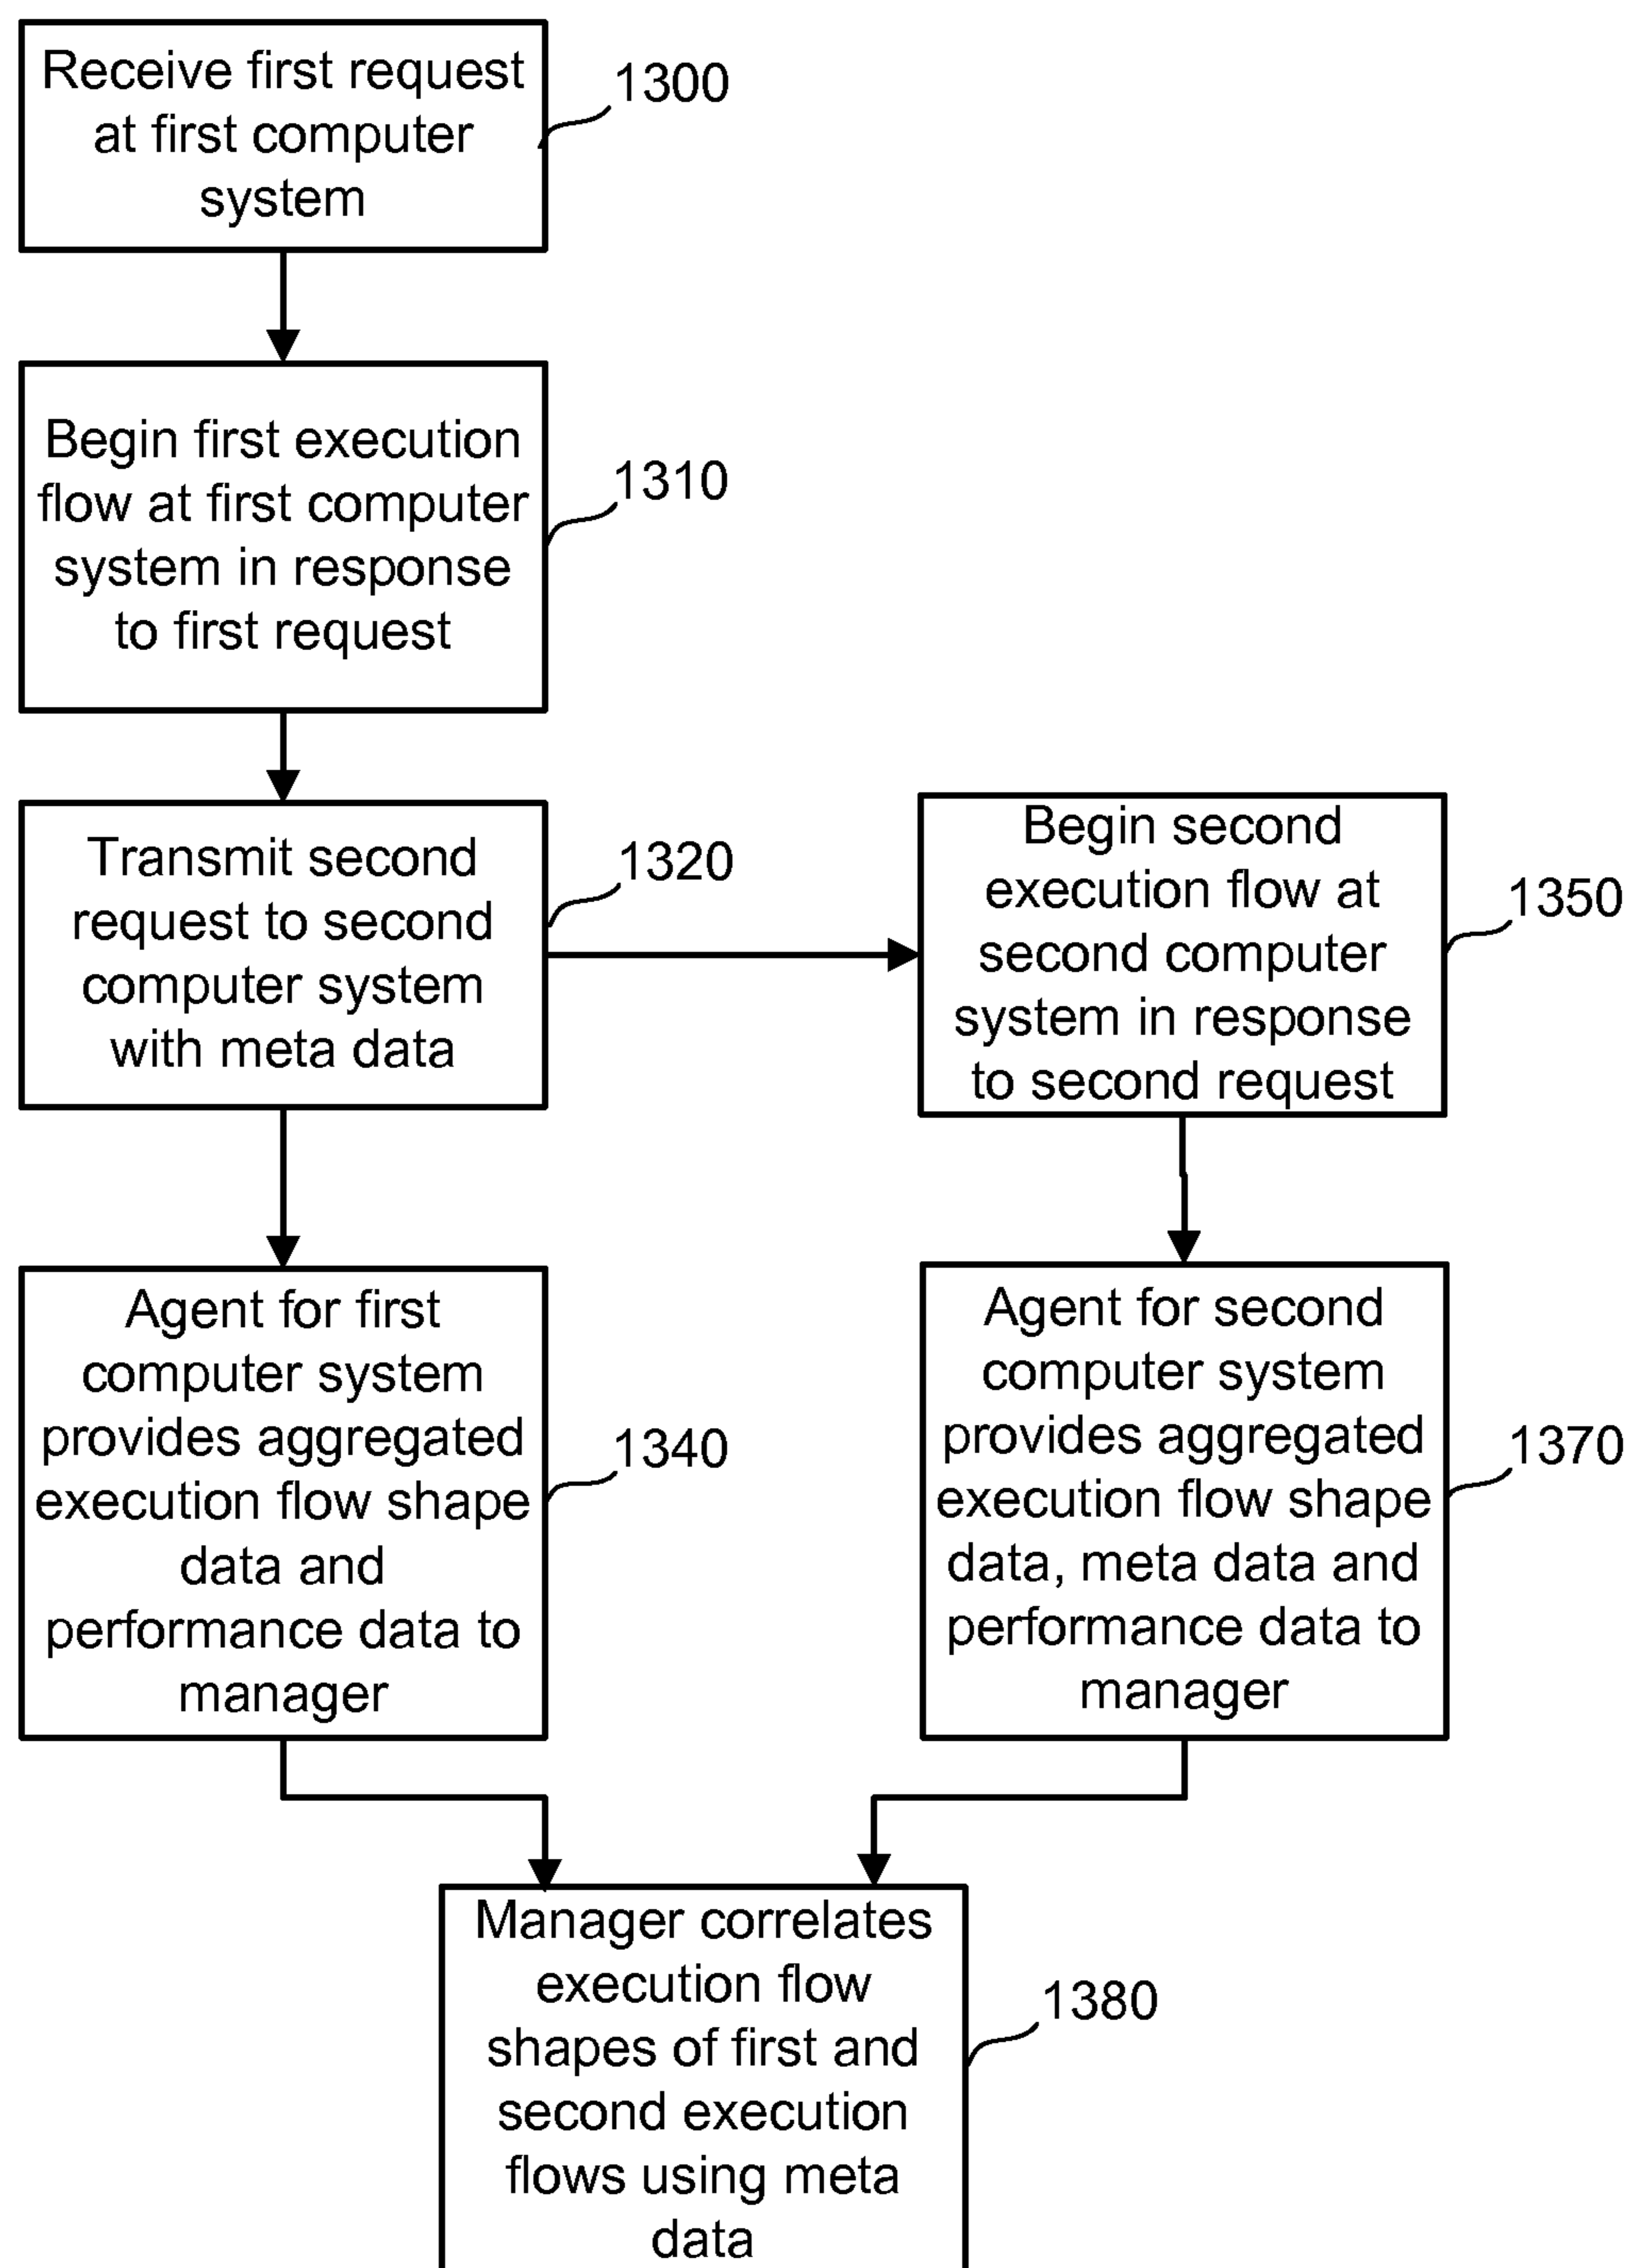 Receive first request
at first computer
system
1300
Begin first execution
flow at first computer
system in response
to first request
1310
Transmit second
request to second
computer system
with meta data
1320
Begin second
execution flow at
second computer
system in response
to second request
1350
Agent for first
computer system
provides aggregated
execution flow shape
data and
performance data to
manager
1340
Agent for second
computer system
provides aggregated
execution flow shape
data, meta data and
performance data to
manager
1370
Manager correlates
execution flow
shapes of first and
second execution
flows using meta
data
1380